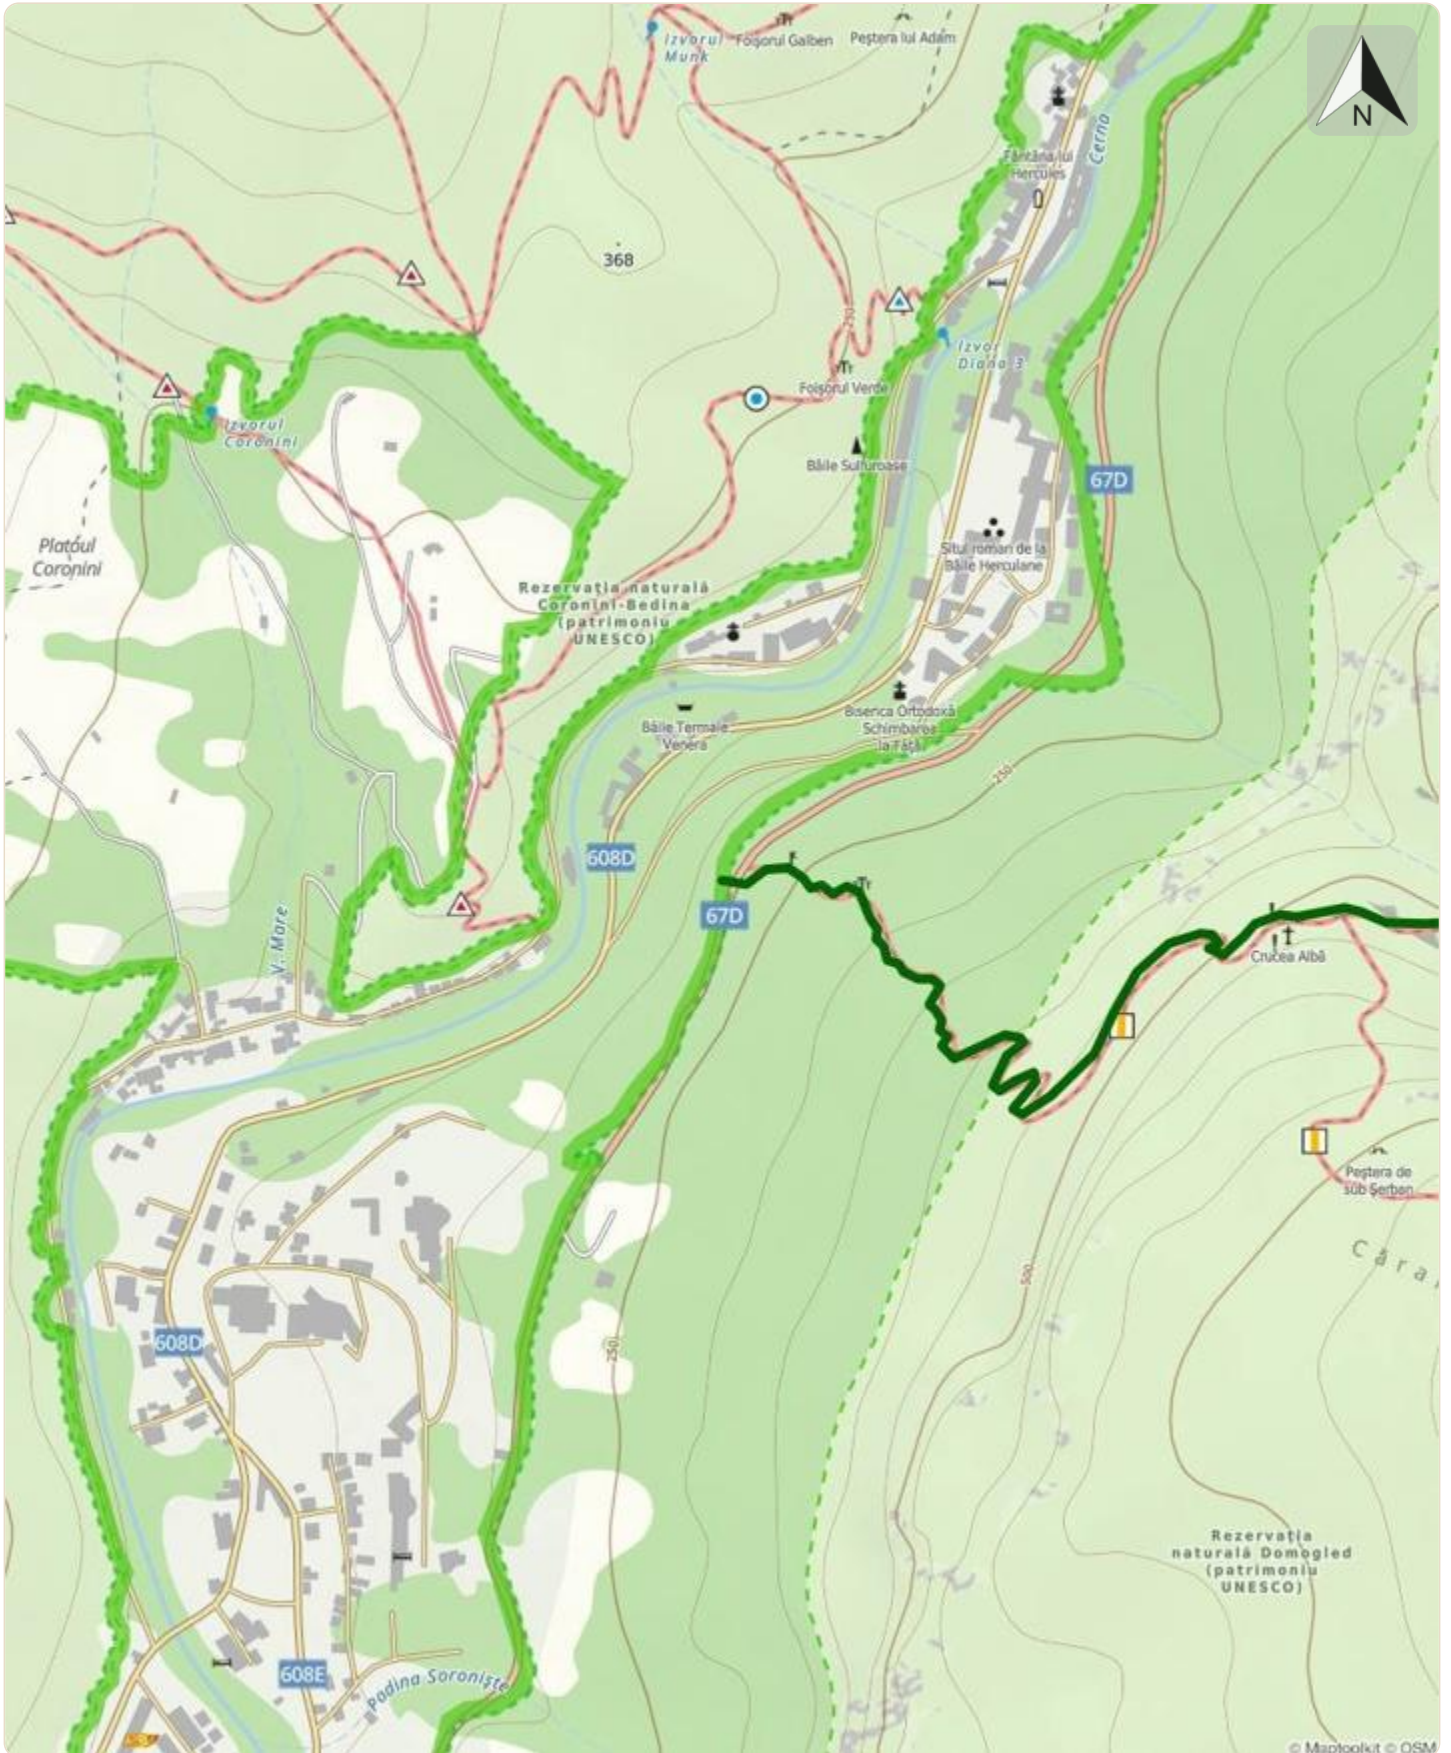 Izvorul
Munk
Foișorul Galben
Peștera lui Adam
N
Cerna
Fântâna lui
Hercules
368
250
Izvor
Diana 3
Foișorul Verde
Izvorul
Coronini
Băile Sulfuroase
67D
Platoul
Coronini
Situl roman de la
Băile Herculane
Rezervația naturală
Coronini-Bedina
(patrimoniu
UNESCO)
Băile Termale
Venera
Biserica Ortodoxă
Schimbarea
la Față
250
608D
67D
V. Mare
Crucea Albă
Peștera de
sub Șerban
500
250
608D
Rezervația
naturală Domogled
(patrimoniu
UNESCO)
608E
Padina Soroniște
© Maptoolkit © OSM